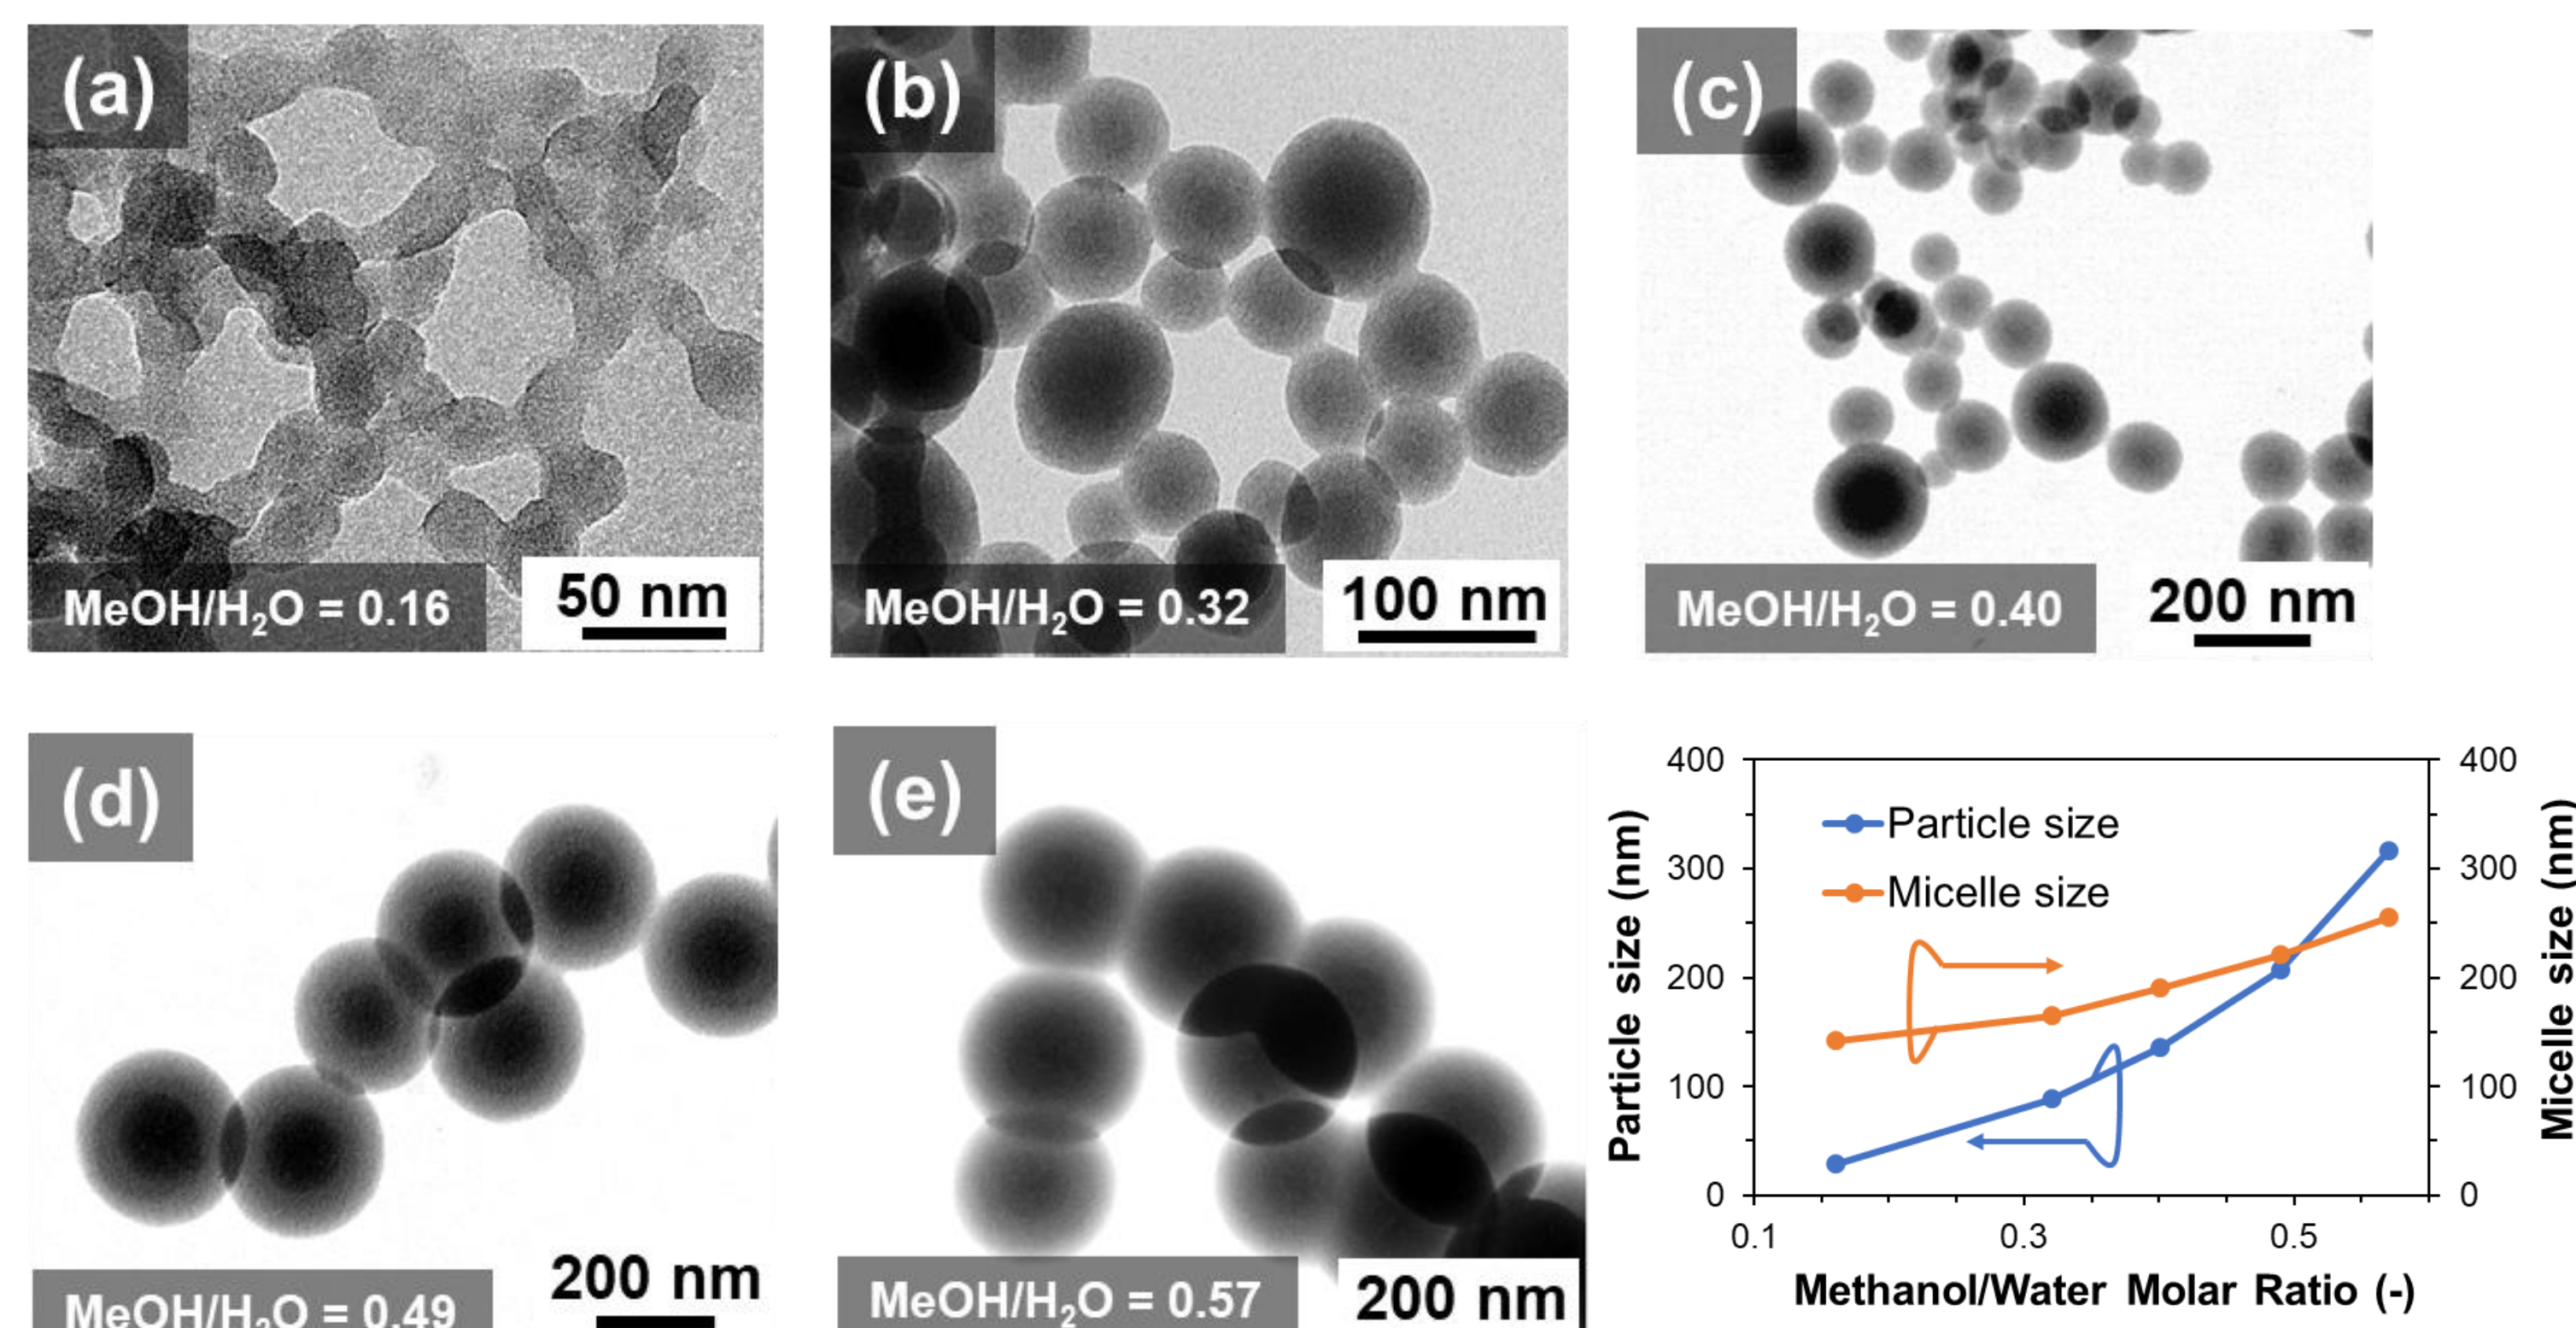 (a)
MeOH/H₂O = 0.16
50 nm
(b)
MeOH/H₂O = 0.32
100 nm
(c)
MeOH/H₂O = 0.40
200 nm
(d)
MeOH/H₂O = 0.49
200 nm
(e)
MeOH/H₂O = 0.57
200 nm
400
300
200
100
0
Particle size (nm)
Particle size
Micelle size
400
300
200
100
0
Micelle size (nm)
0.1
0.3
0.5
Methanol/Water Molar Ratio (-)